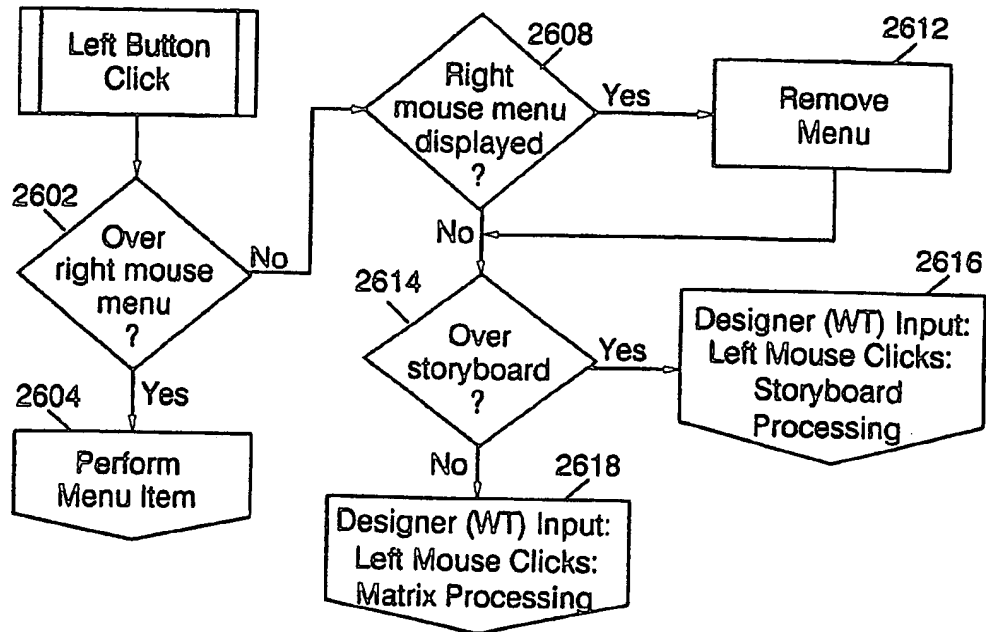 Left Button
Click
2602
Over
right mouse
menu
?
No
Yes
2604
Perform
Menu Item
2608
Right
mouse menu
displayed
?
Yes
No
2612
Remove
Menu
2614
Over
storyboard
?
Yes
No
2616
Designer (WT) Input:
Left Mouse Clicks:
Storyboard
Processing
2618
Designer (WT) Input:
Left Mouse Clicks:
Matrix Processing